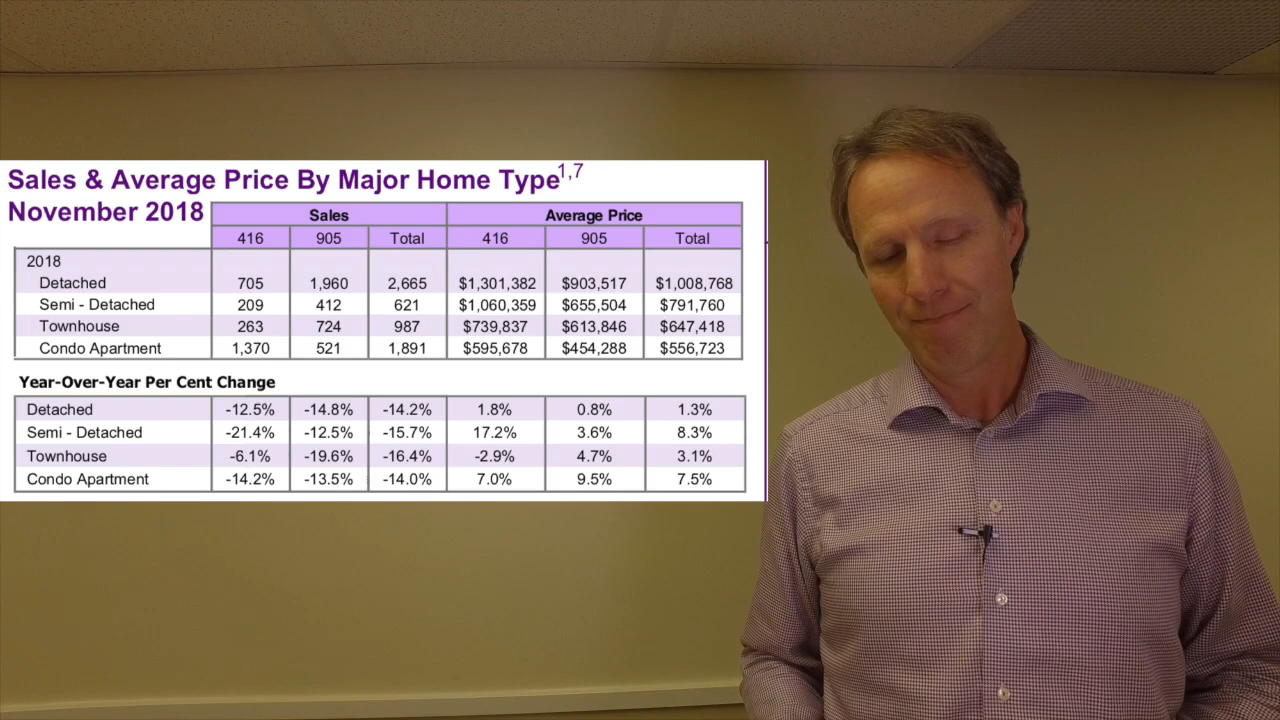 Sales & Average Price By Major Home Type1,7
November 2018
Sales Average Price
416 905 Total 416 905 Total
2018
Detached 705 1,960 2,665 $1,301,382 $903,517 $1,008,768
Semi - Detached 209 412 621 $1,060,359 $655,504 $791,760
Townhouse 263 724 987 $739,837 $613,846 $647,418
Condo Apartment 1,370 521 1,891 $595,678 $454,288 $556,723
Year-Over-Year Per Cent Change
Detached -12.5% -14.8% -14.2% 1.8% 0.8% 1.3%
Semi - Detached -21.4% -12.5% -15.7% 17.2% 3.6% 8.3%
Townhouse -6.1% -19.6% -16.4% -2.9% 4.7% 3.1%
Condo Apartment -14.2% -13.5% -14.0% 7.0% 9.5% 7.5%